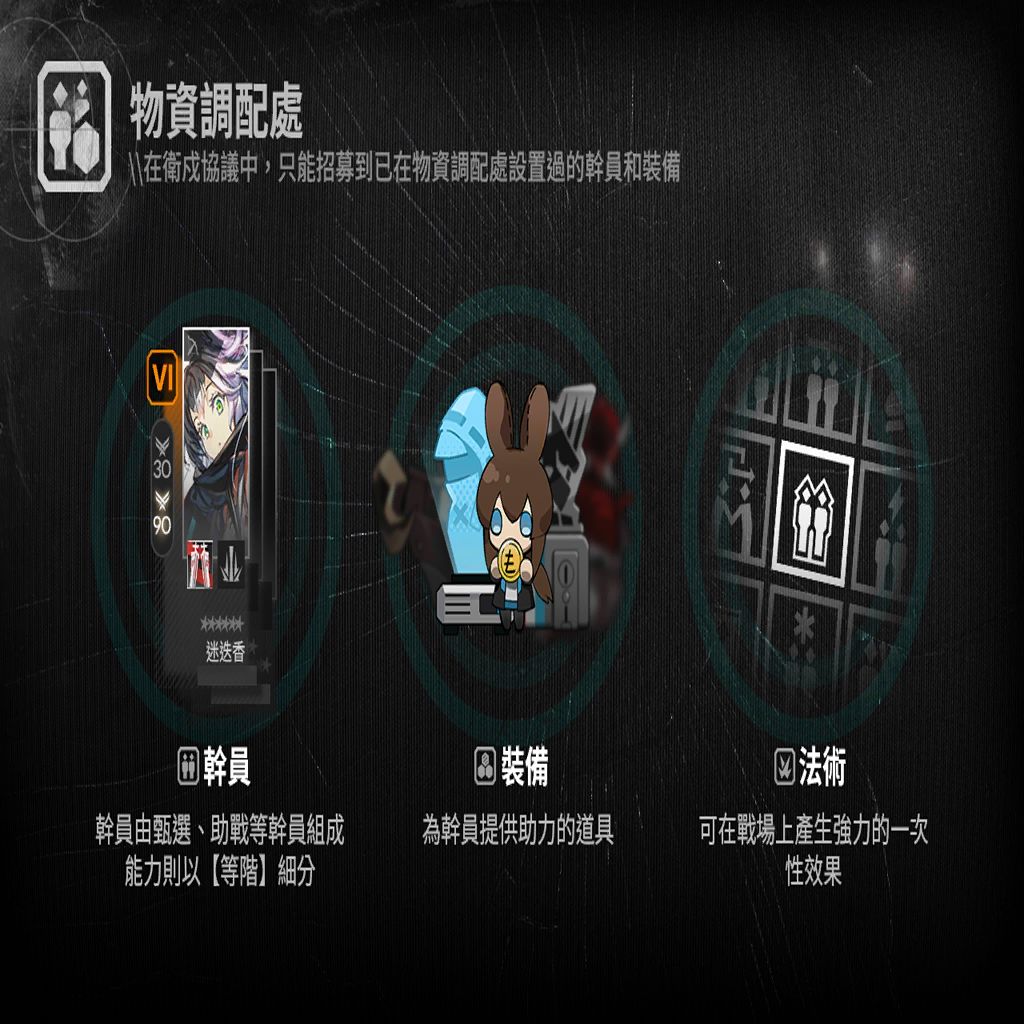 物資調配處
\\在衛戍協議中，只能招募到已在物資調配處設置過的幹員和裝備
VI
30
90
迷迭香
幹員
幹員由甄選、助戰等幹員組成
能力則以【等階】細分
裝備
為幹員提供助力的道具
法術
可在戰場上產生強力的一次
性效果